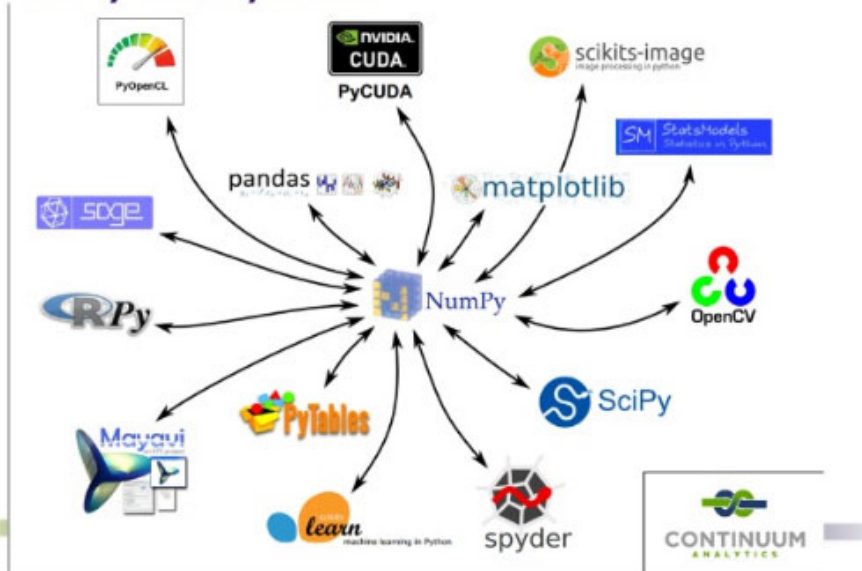 PyOpenCL
NVIDIA.
CUDA.
PyCUDA
scikits-image
image processing in python
SM StatsModels
Statistics in Python
pandas
matplotlib
sage
RPy
NumPy
OpenCV
Mayavi
PyTables
SciPy
learn
machine learning in Python
spyder
CONTINUUM
ANALYTICS